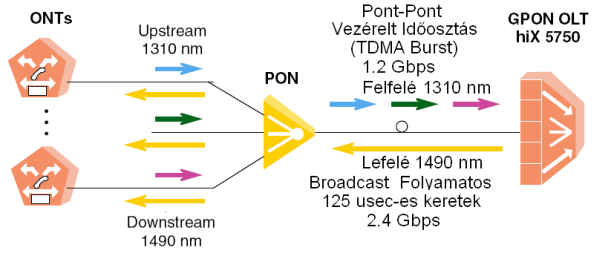 ONTs
Upstream
1310 nm
PON
Pont-Pont
Vezérelt Időosztás
(TDMA Burst)
1.2 Gbps
Felfelé 1310 nm
GPON OLT
hiX 5750
Lefelé 1490 nm
Broadcast Folyamatos
125 usec-es keretek
2.4 Gbps
Downstream
1490 nm